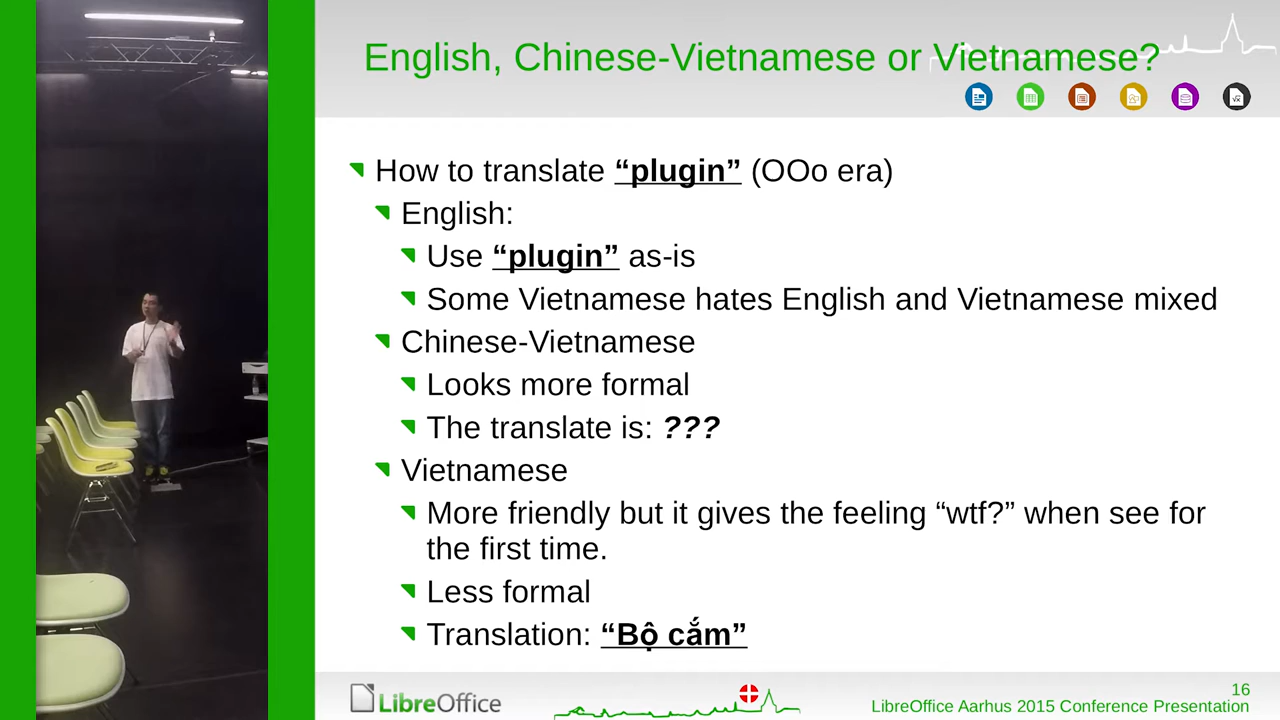 English, Chinese-Vietnamese or Vietnamese?
How to translate “plugin” (OOo era)
English:
Use “plugin” as-is
Some Vietnamese hates English and Vietnamese mixed
Chinese-Vietnamese
Looks more formal
The translate is: ???
Vietnamese
More friendly but it gives the feeling “wtf?” when see for
the first time.
Less formal
Translation: “Bộ cắm”
LibreOffice
16
LibreOffice Aarhus 2015 Conference Presentation